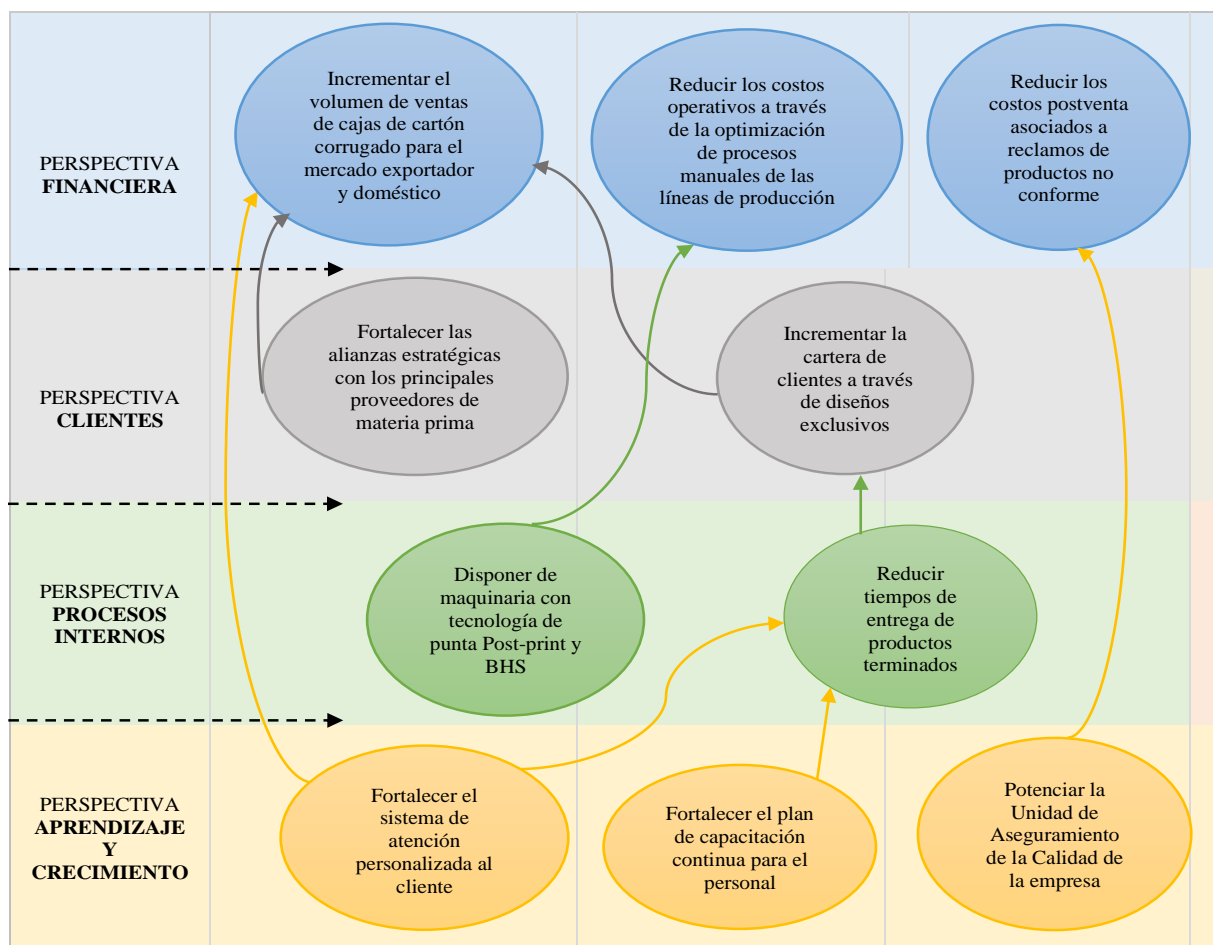 PERSPECTIVA
FINANCIERA
Incrementar el
volumen de ventas
de cajas de cartón
corrugado para el
mercado exportador
y doméstico
Reducir los costos
operativos a través
de la optimización
de procesos
manuales de las
líneas de producción
Reducir los
costos postventa
asociados a
reclamos de
productos no
conforme
PERSPECTIVA
CLIENTES
Fortalecer las
alianzas estratégicas
con los principales
proveedores de
materia prima
Incrementar la
cartera de
clientes a través
de diseños
exclusivos
PERSPECTIVA
PROCESOS
INTERNOS
Disponer de
maquinaria con
tecnología de
punta Post-print y
BHS
Reducir
tiempos de
entrega de
productos
terminados
PERSPECTIVA
APRENDIZAJE
Y
CRECIMIENTO
Fortalecer el
sistema de
atención
personalizada al
cliente
Fortalecer el plan
de capacitación
continua para el
personal
Potenciar la
Unidad de
Aseguramiento
de la Calidad de
la empresa